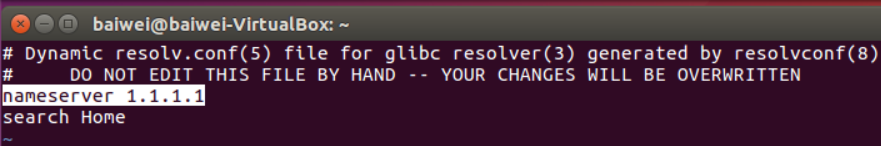 baiwei@baiwei-VirtualBox: ~
# Dynamic resolv.conf(5) file for glibc resolver(3) generated by resolvconf(8)
#     DO NOT EDIT THIS FILE BY HAND -- YOUR CHANGES WILL BE OVERWRITTEN
nameserver 1.1.1.1
search Home
~